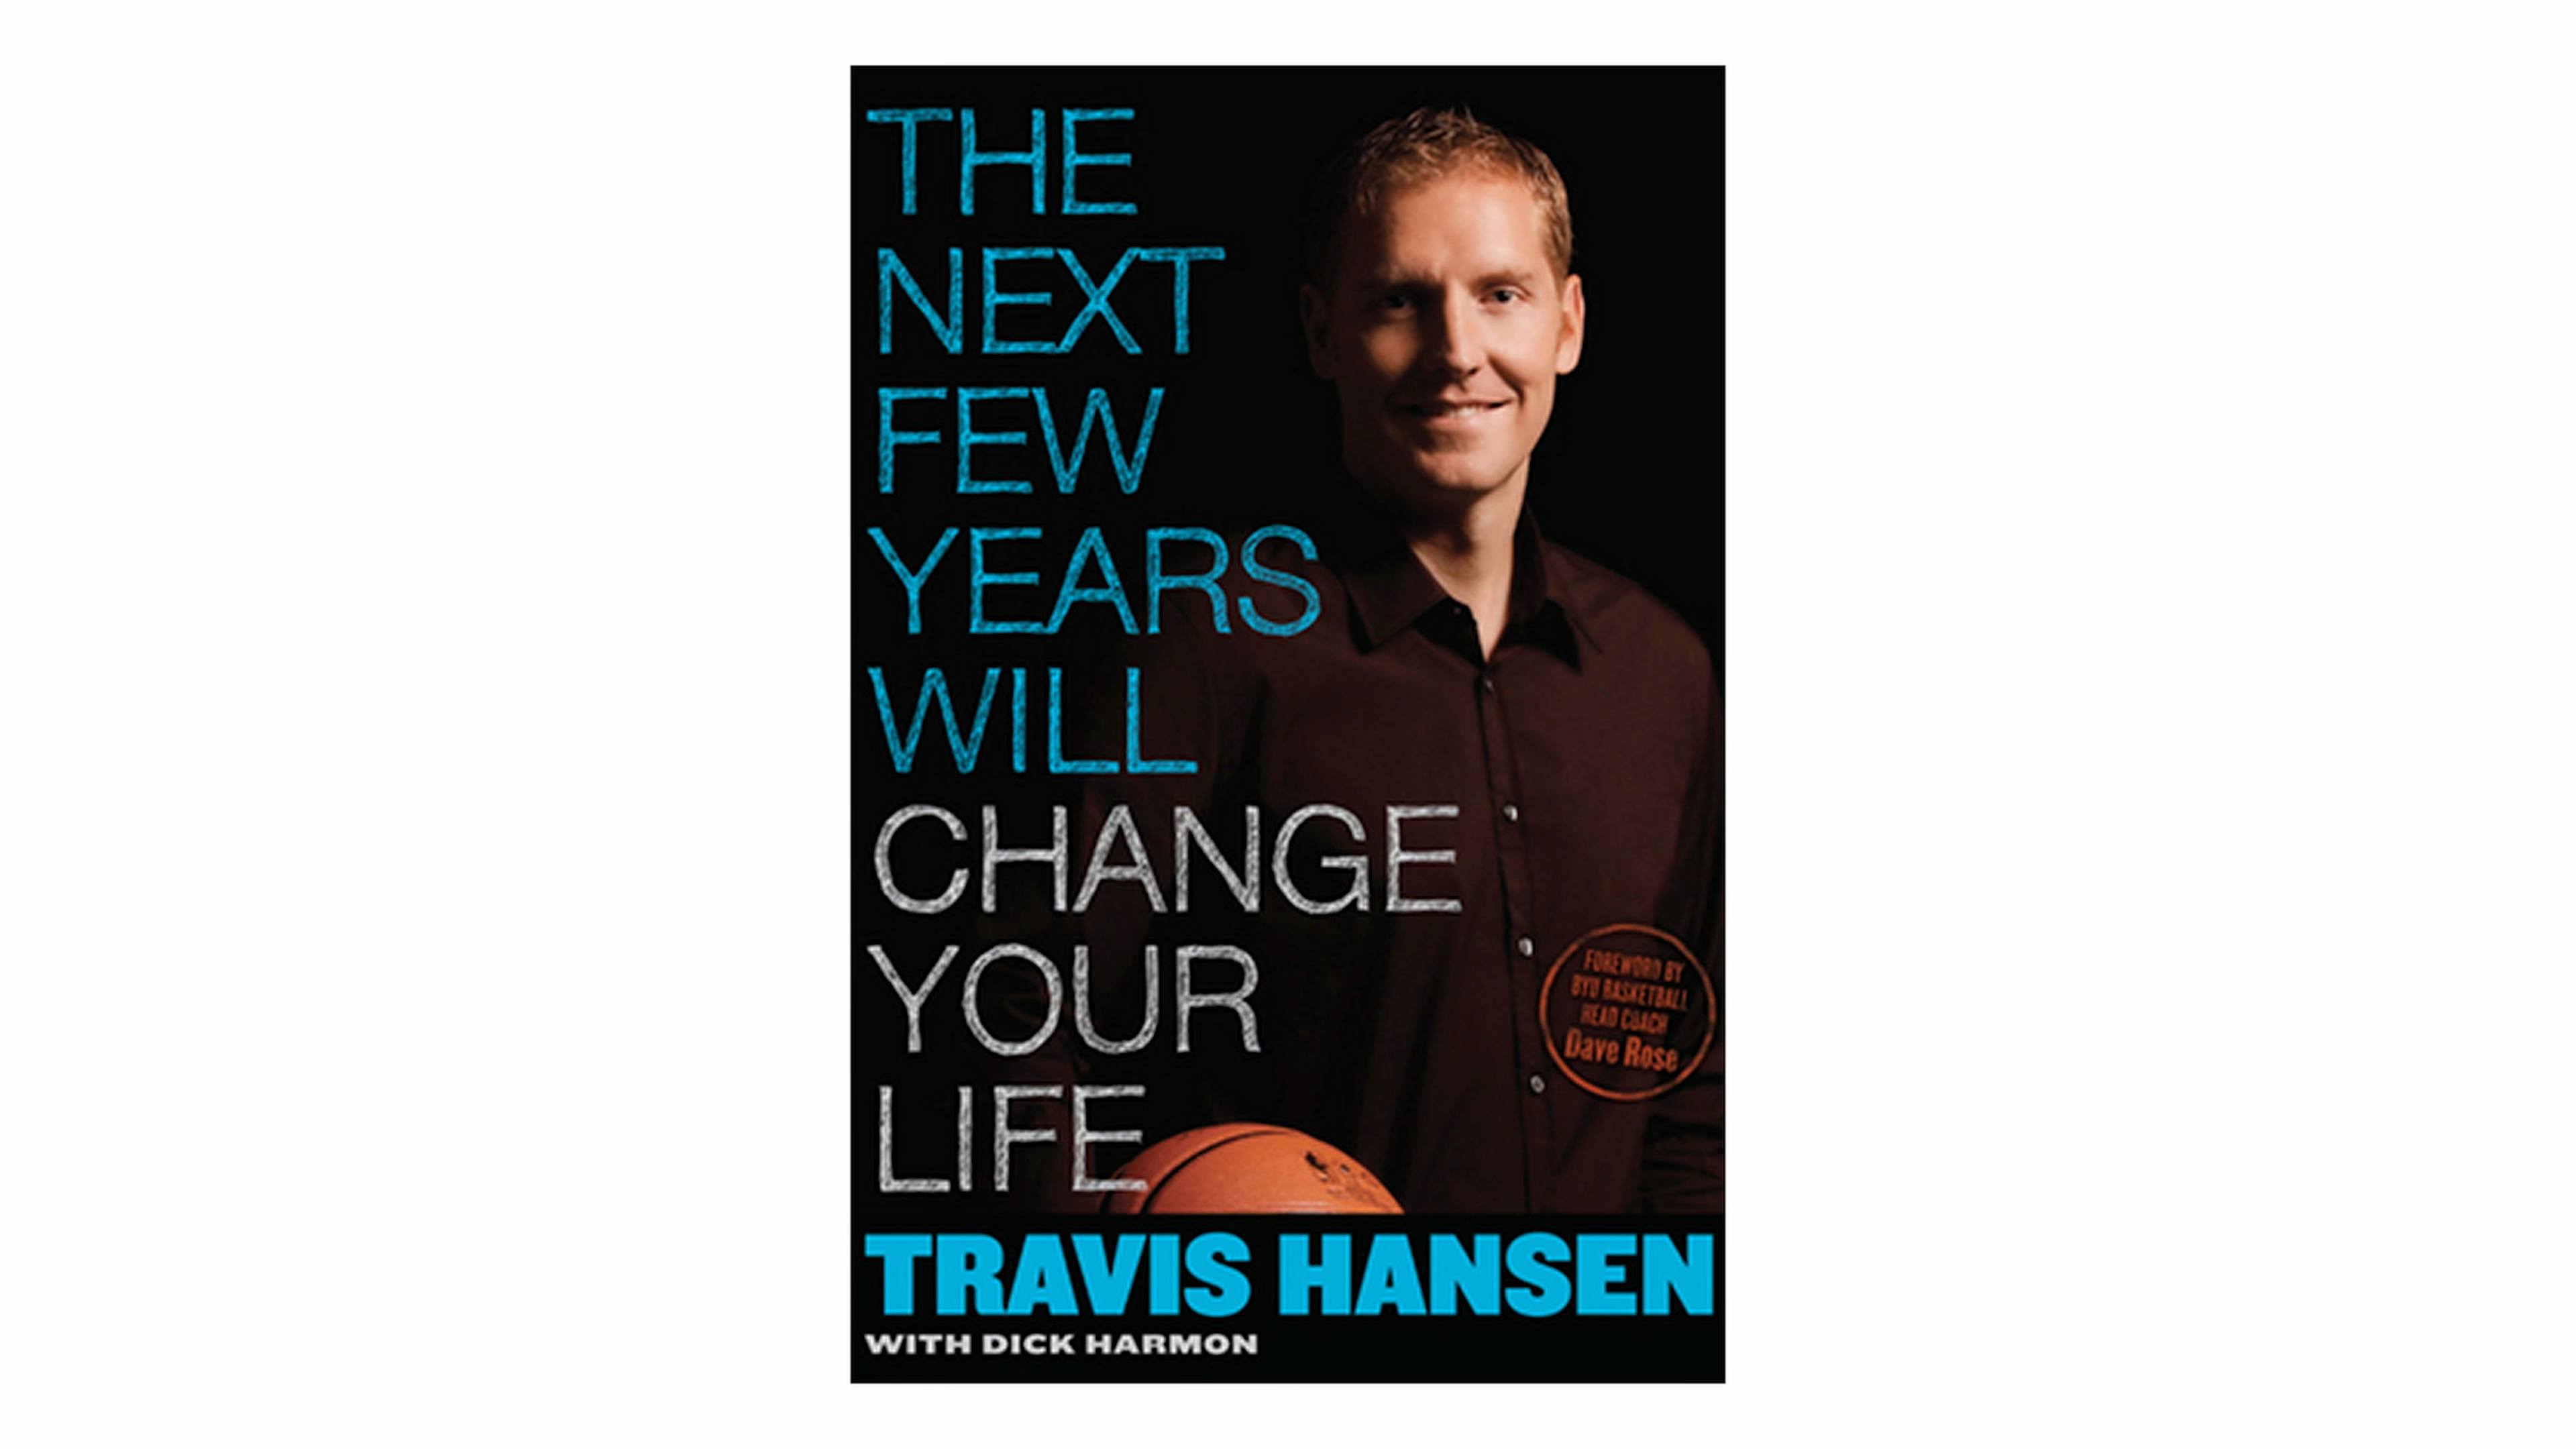 THE
NEXT
FEW
YEARS
WILL
CHANGE
YOUR
LIFE
FOREWORD BY
BYU BASKETBALL
HEAD COACH
Dave Rose
TRAVIS HANSEN
WITH DICK HARMON